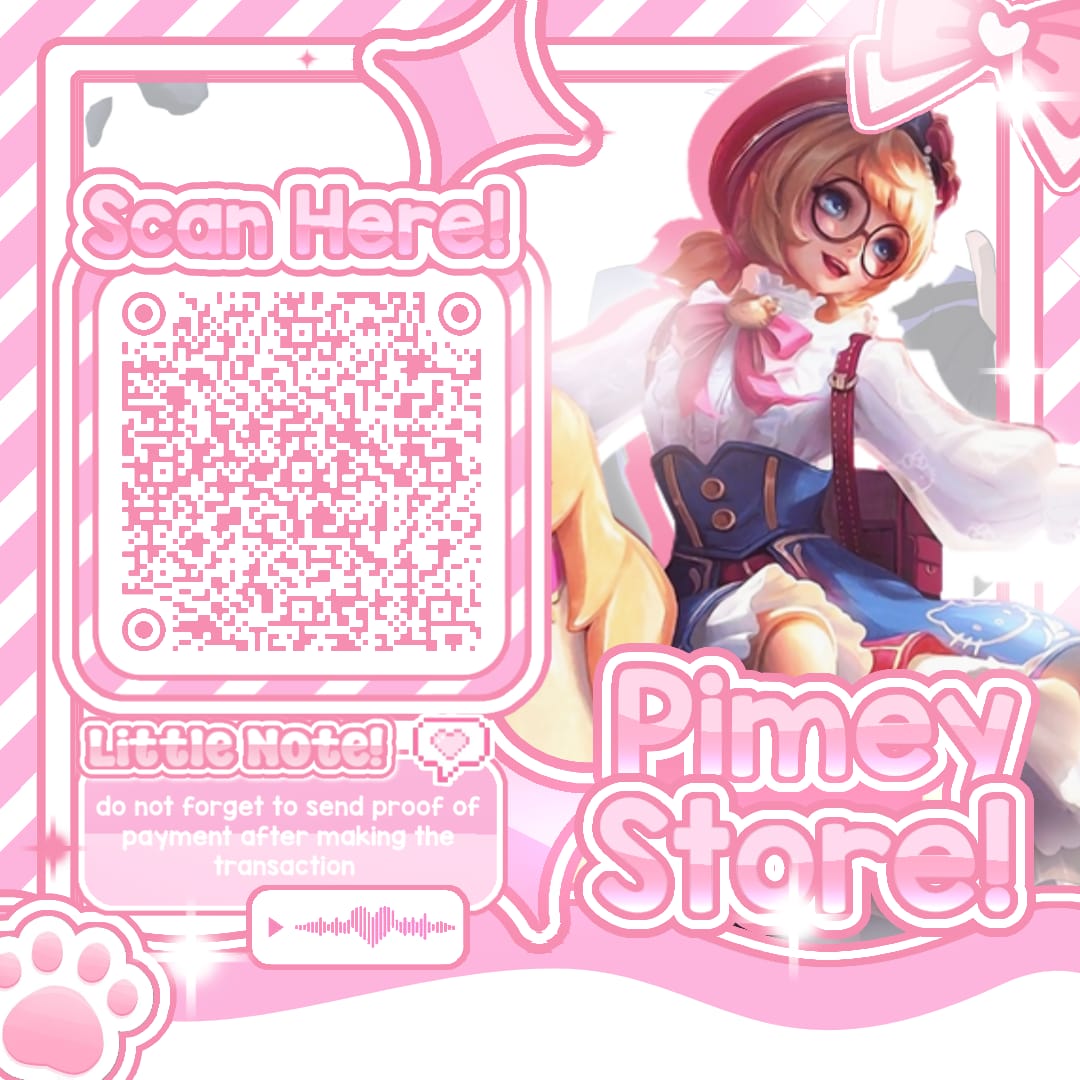 Scan Here!
Little Note!
do not forget to send proof of
payment after making the
transaction
Pimey
Store!